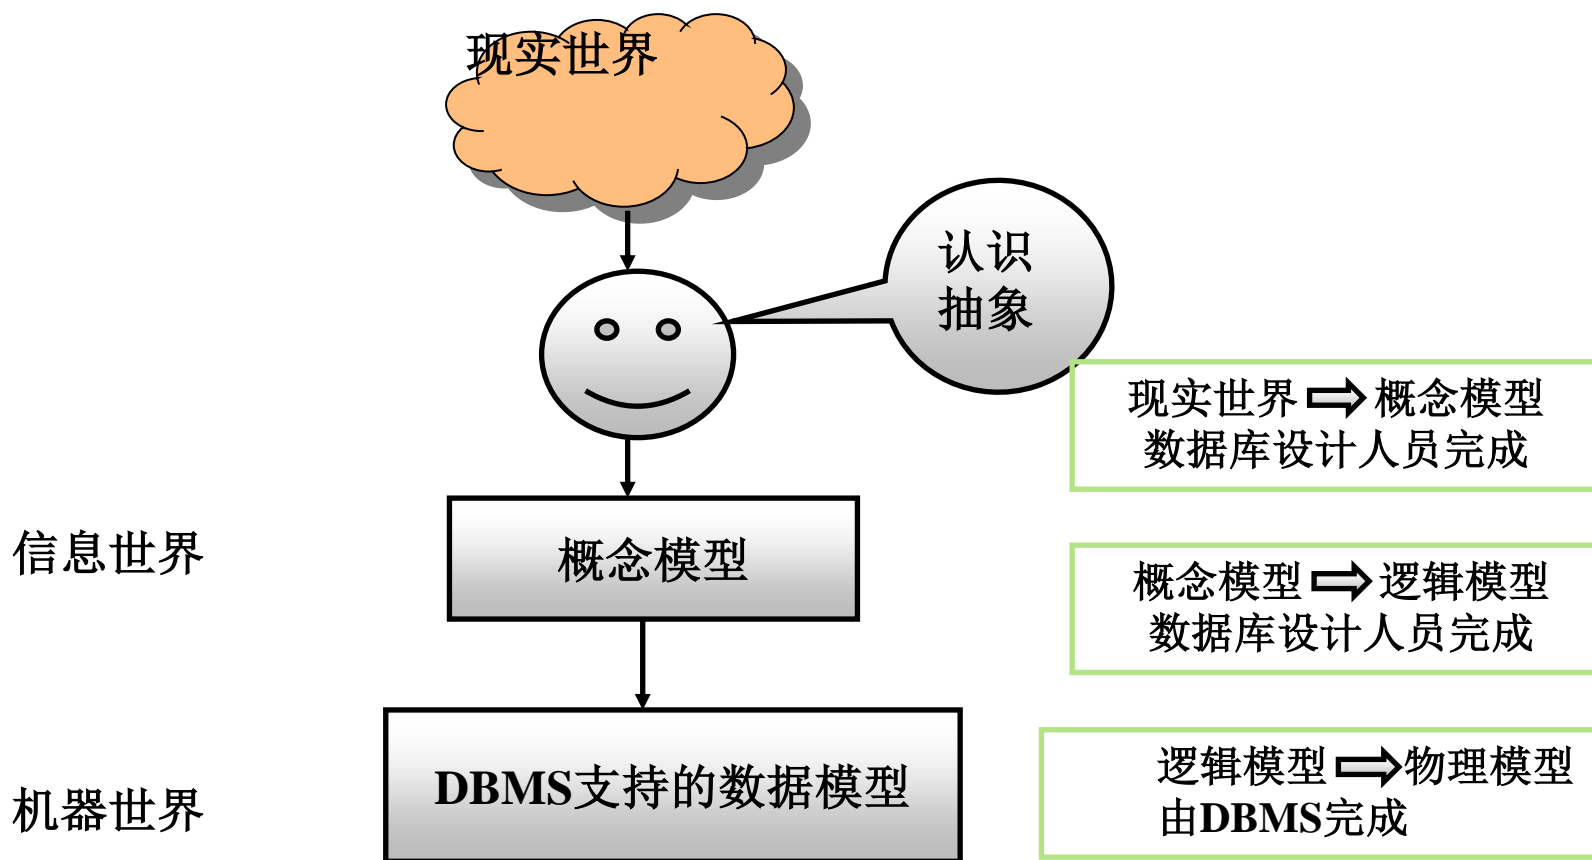 现实世界
认识
抽象
现实世界 概念模型
数据库设计人员完成
信息世界
概念模型
概念模型 逻辑模型
数据库设计人员完成
机器世界
DBMS支持的数据模型
逻辑模型 物理模型
由DBMS完成